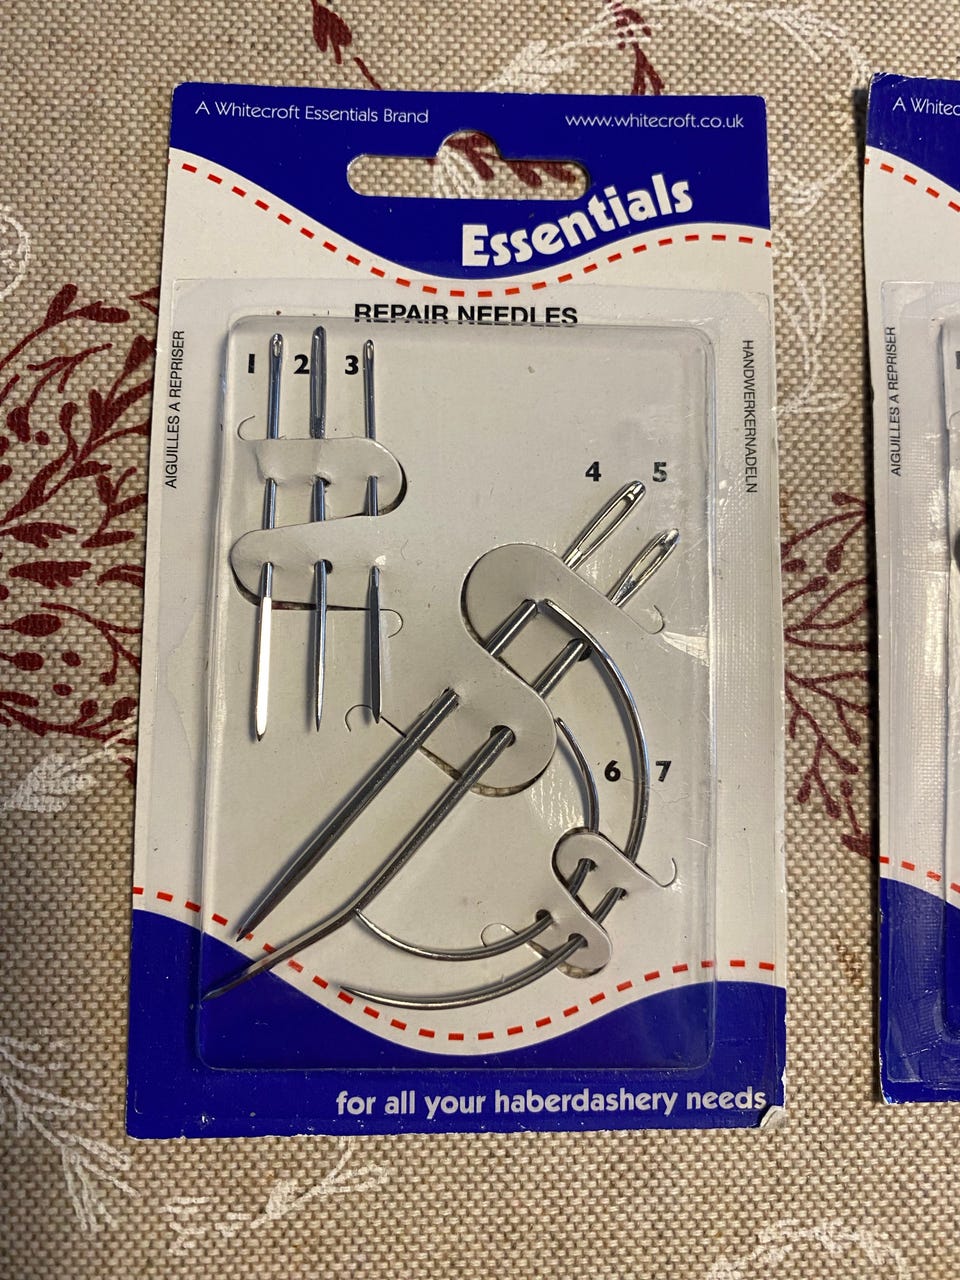 A Whitecroft Essentials Brand
www.whitecroft.co.uk
Essentials
REPAIR NEEDLES
AIGUILLES A REPRISER
HANDWERKERNADELN
1 2 3
4 5
6 7
for all your haberdashery needs
A Whitec
AIGUILLES A REPRISER